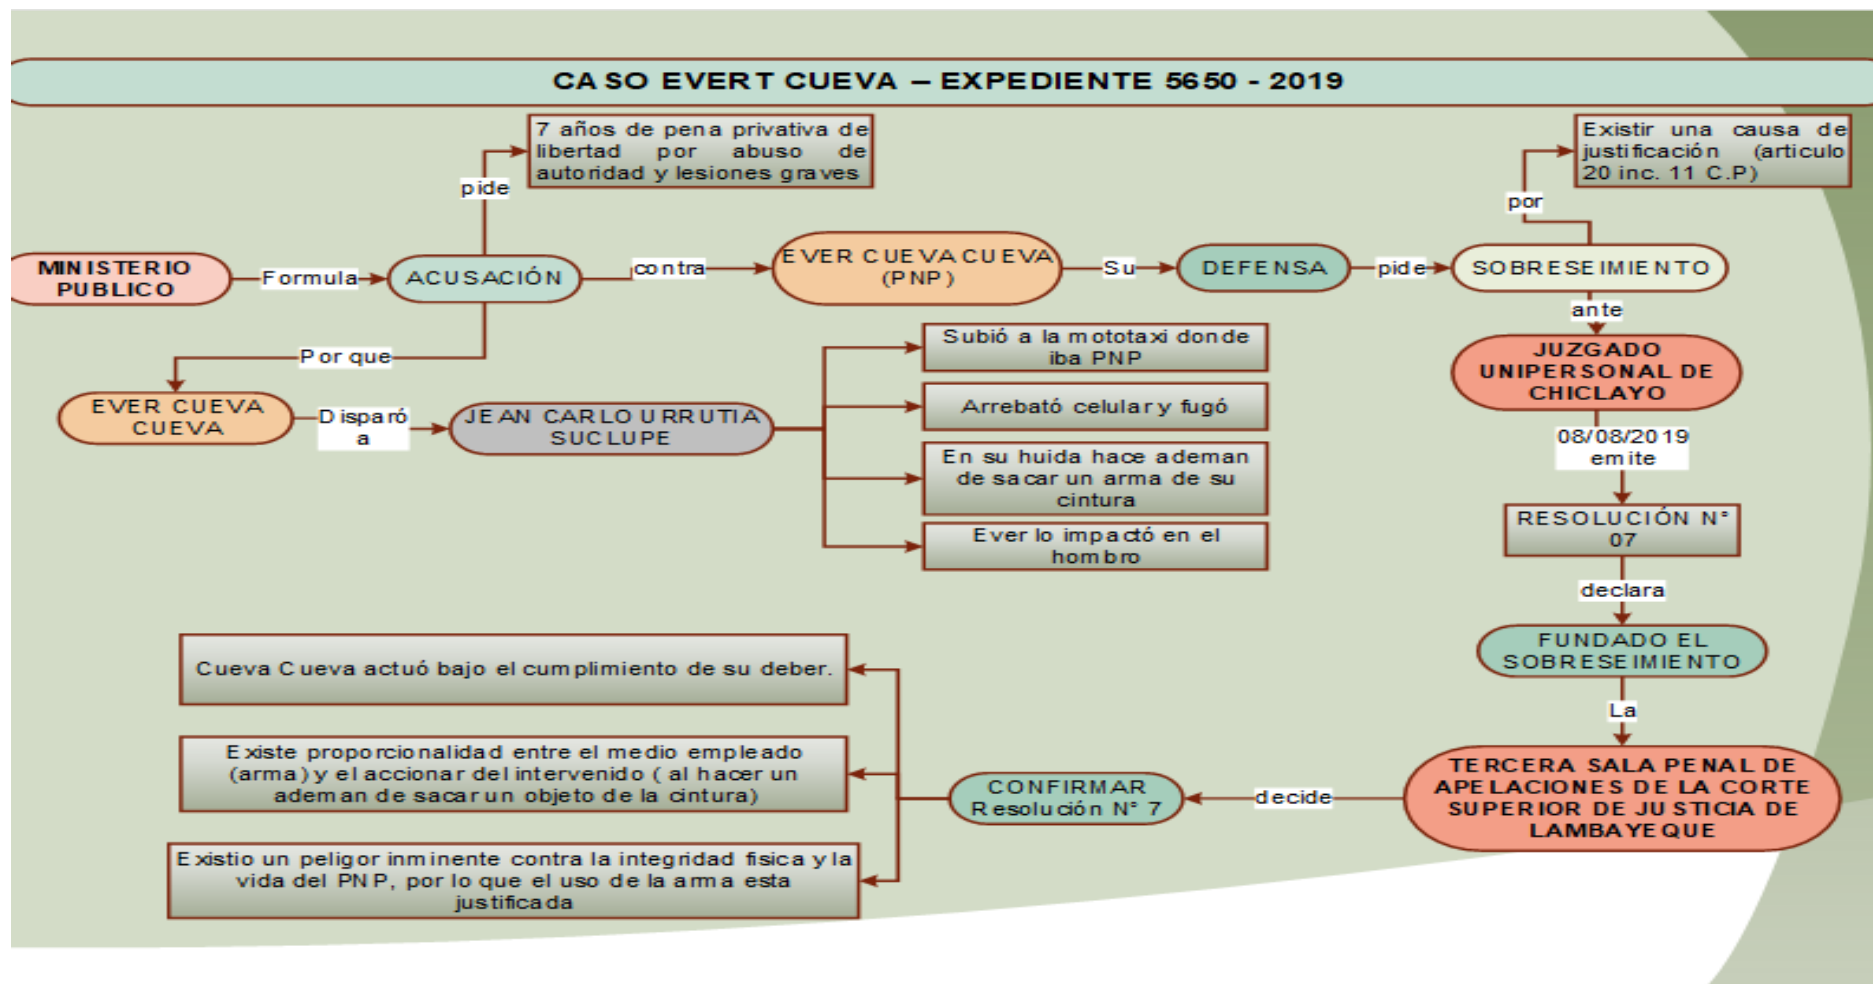 CASO EVERT CUEVA – EXPEDIENTE 5650 - 2019
7 años de pena privativa de
libertad por abuso de
autoridad y lesiones graves
Existir una causa de
justificación (articulo
20 inc. 11 C.P)
pide
por
MINISTERIO
PUBLICO
Formula
ACUSACIÓN
contra
EVER CUEVA CUEVA
(PNP)
Su
DEFENSA
pide
SOBRESEIMIENTO
ante
Por que
EVER CUEVA
CUEVA
Disparó
a
JEAN CARLO URRUTIA
SUCLUPE
Subió a la mototaxi donde
iba PNP
Arrebató celular y fugó
En su huida hace ademan
de sacar un arma de su
cintura
Ever lo impactó en el
hombro
JUZGADO
UNIPERSONAL DE
CHICLAYO
08/08/2019
emite
RESOLUCIÓN N°
07
declara
FUNDADO EL
SOBRESEIMIENTO
La
TERCERA SALA PENAL DE
APELACIONES DE LA CORTE
SUPERIOR DE JUSTICIA DE
LAMBAYEQUE
decide
CONFIRMAR
Resolución N° 7
Cueva Cueva actuó bajo el cumplimiento de su deber.
Existe proporcionalidad entre el medio empleado
(arma) y el accionar del intervenido ( al hacer un
ademan de sacar un objeto de la cintura)
Existio un peligor inminente contra la integridad fisica y la
vida del PNP, por lo que el uso de la arma esta
justificada